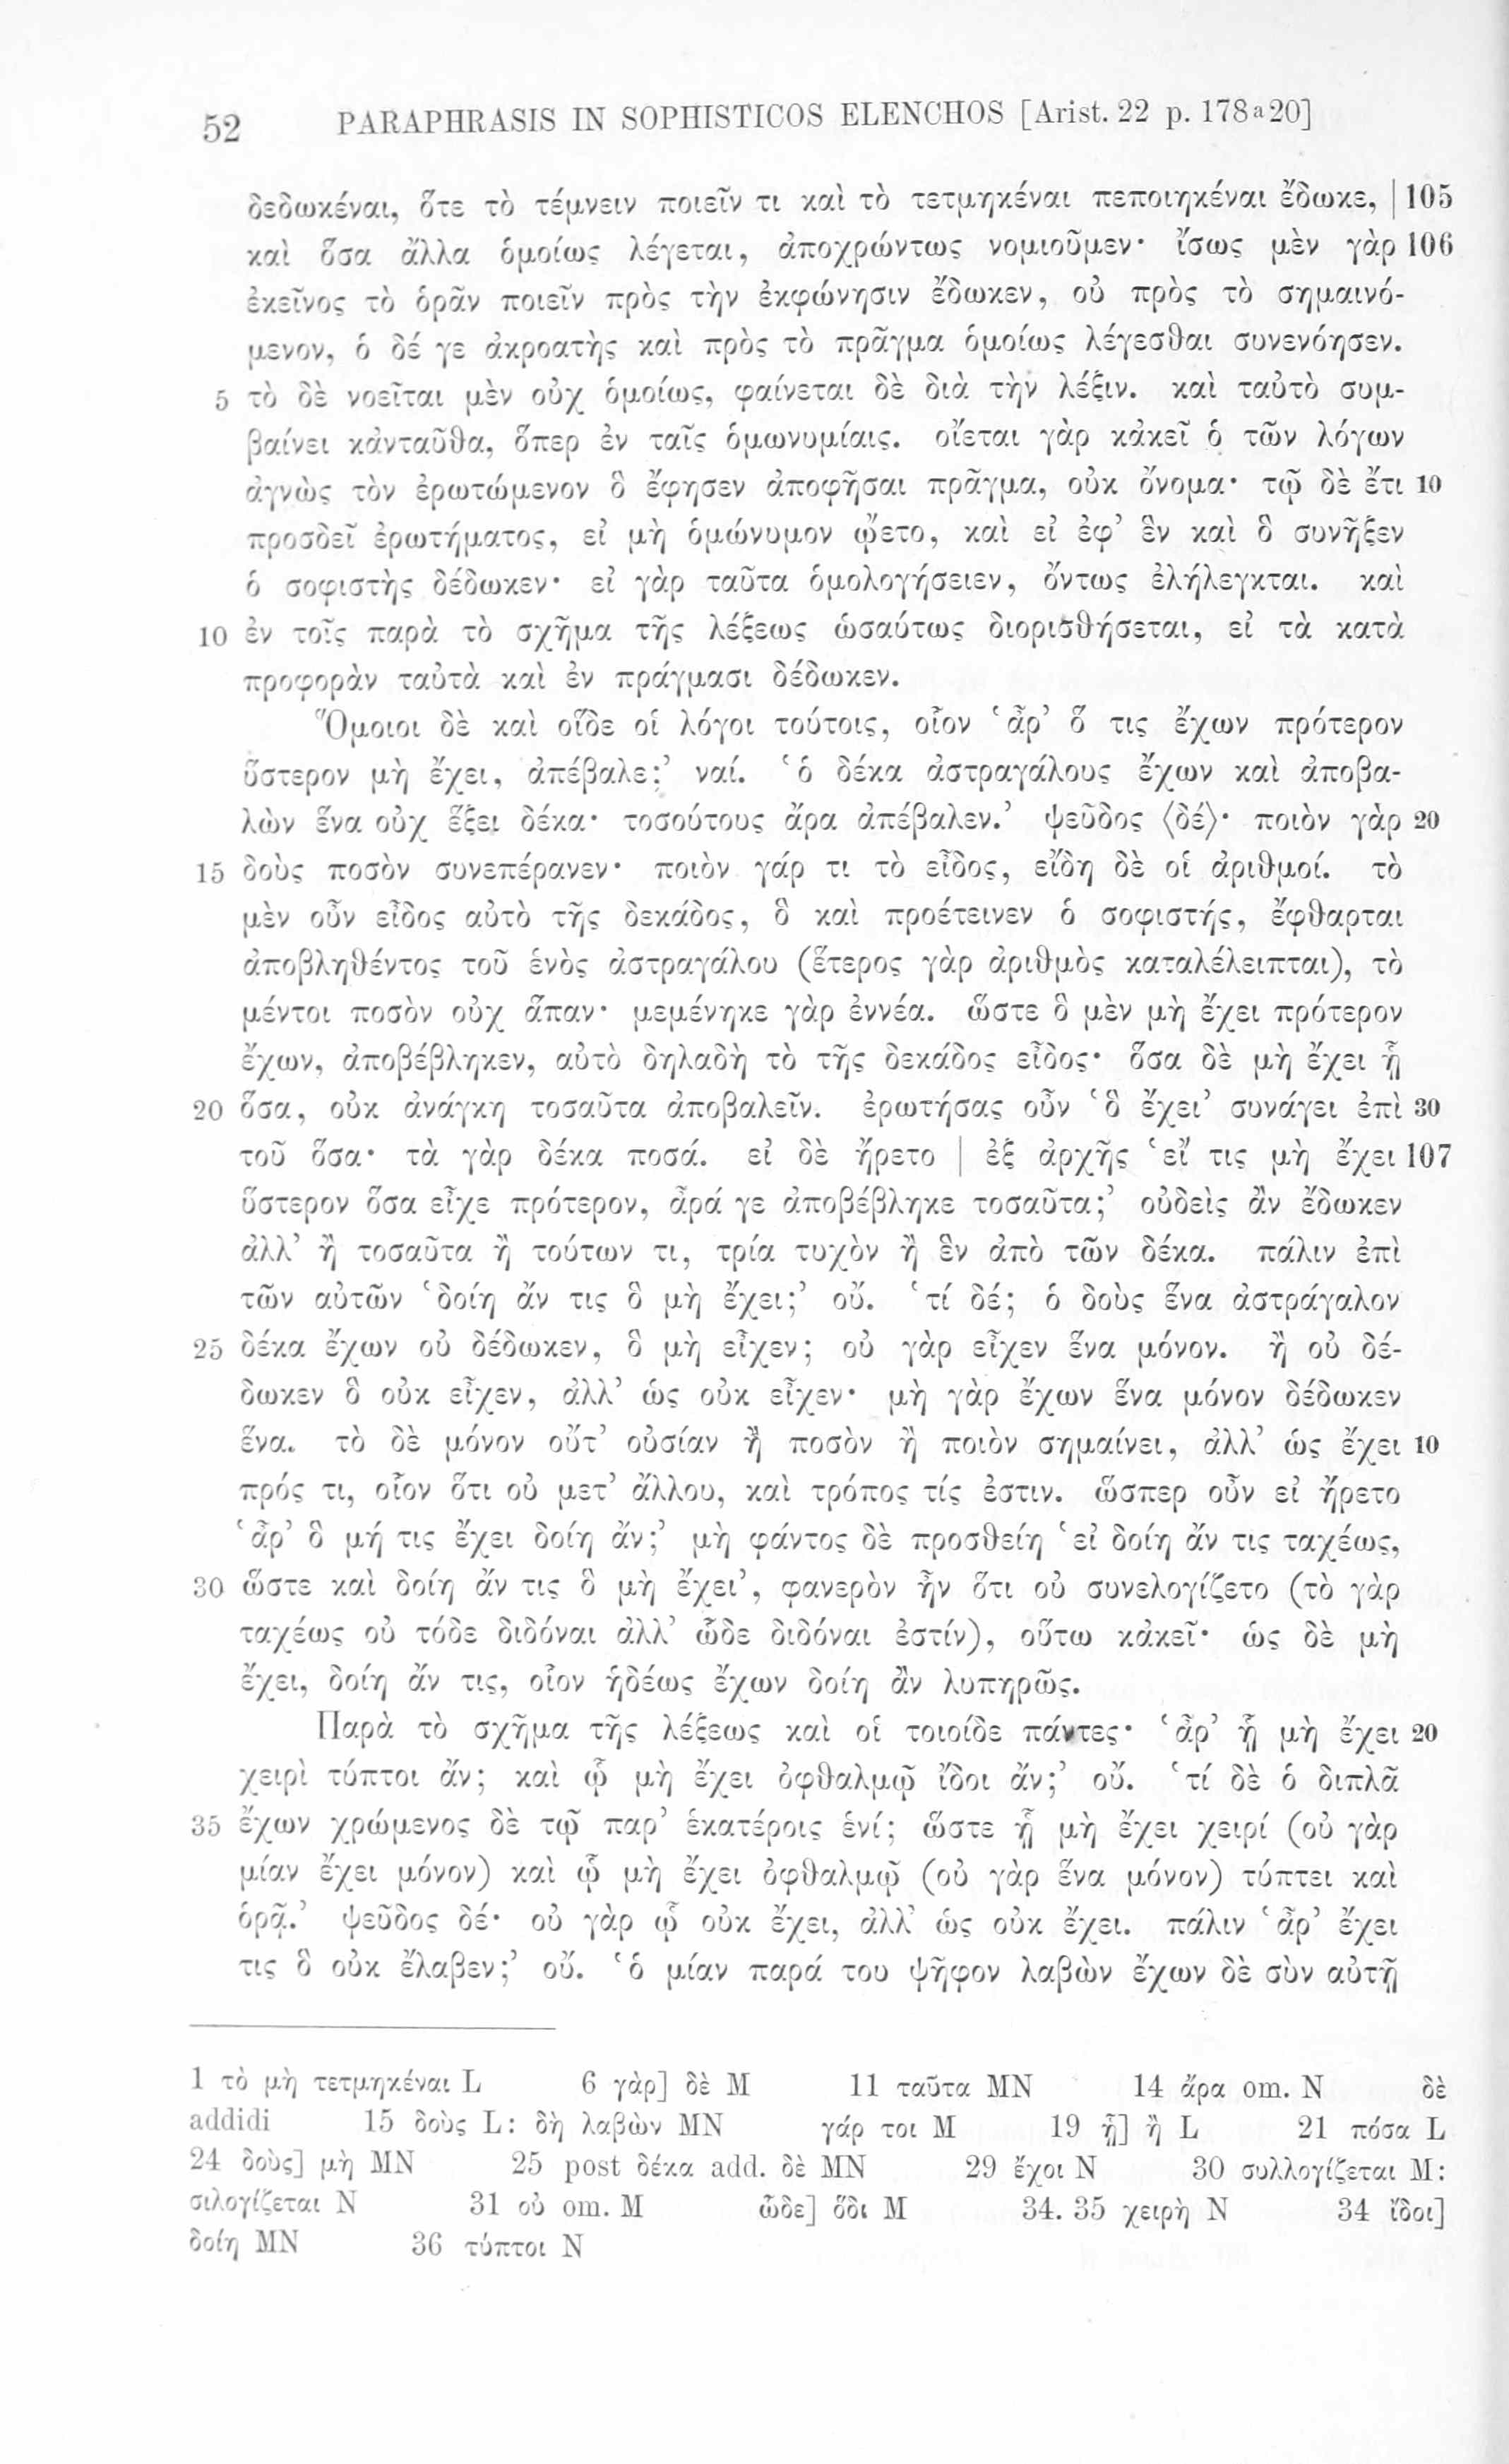 52 PARAPHRASIS IN SOPHISTICOS ELENCHOS [Arist. 22 p. 178a20]
δεδωκέναι, ὅτε τὸ τέμνειν ποιεῖν τι καὶ τὸ τετμηκέναι πεποιηκέναι ἔδωκε, | 105
καὶ ὅσα ἄλλα ὁμοίως λέγεται, ἀποχρώντως νομιοῦμεν· ἴσως μὲν γὰρ 106
ἐκεῖνος τὸ ὁρᾶν ποιεῖν πρὸς τὴν ἐκφώνησιν ἔδωκεν, οὐ πρὸς τὸ σημαινό-
μενον, ὁ δέ γε ἀκροατὴς καὶ πρὸς τὸ πρᾶγμα ὁμοίως λέγεσθαι συνενόησεν.
5 τὸ δὲ νοεῖται μὲν οὐχ ὁμοίως, φαίνεται δὲ διὰ τὴν λέξιν. καὶ ταὐτὸ συμ-
βαίνει κἀνταῦθα, ὅπερ ἐν ταῖς ὁμωνυμίαις. οἴεται γὰρ κἀκεῖ ὁ τῶν λόγων
ἀγνὼς τὸν ἐρωτώμενον ὃ ἔφησεν ἀποφῆσαι πρᾶγμα, οὐκ ὄνομα· τῷ δὲ ἔτι 10
προσδεῖ ἐρωτήματος, εἰ μὴ ὁμώνυμον ᾤετο, καὶ εἰ ἐφ’ ἓν καὶ ὃ συνῆξεν
ὁ σοφιστὴς δέδωκεν· εἰ γὰρ ταῦτα ὁμολογήσειεν, ὄντως ἐλήλεγκται. καὶ
10 ἐν τοῖς παρὰ τὸ σχῆμα τῆς λέξεως ὡσαύτως διορισθήσεται, εἰ τὰ κατὰ
προφορὰν ταὐτὰ καὶ ἐν πράγμασι δέδωκεν.
Ὅμοιοι δὲ καὶ οἵδε οἱ λόγοι τούτοις, οἷον ‘ἆρ’ ὅ τις ἔχων πρότερον
ὕστερον μὴ ἔχει, ἀπέβαλε;’ ναί. ‘ὁ δέκα ἀστραγάλους ἔχων καὶ ἀποβα-
λὼν ἕνα οὐχ ἕξει δέκα· τοσούτους ἄρα ἀπέβαλεν.’ ψεῦδος ⟨δέ⟩· ποιὸν γὰρ 20
15 δοὺς ποσὸν συνεπέρανεν· ποιὸν γάρ τι τὸ εἶδος, εἴδη δὲ οἱ ἀριθμοί. τὸ
μὲν οὖν εἶδος αὐτὸ τῆς δεκάδος, ὃ καὶ προέτεινεν ὁ σοφιστής, ἔφθαρται
ἀποβληθέντος τοῦ ἑνὸς ἀστραγάλου (ἕτερος γὰρ ἀριθμὸς καταλέλειπται), τὸ
μέντοι ποσὸν οὐχ ἅπαν· μεμένηκε γὰρ ἐννέα. ὥστε ὃ μὲν μὴ ἔχει πρότερον
ἔχων, ἀποβέβληκεν, αὐτὸ δηλαδὴ τὸ τῆς δεκάδος εἶδος· ὅσα δὲ μὴ ἔχει ᾗ
20 ὅσα, οὐκ ἀνάγκη τοσαῦτα ἀποβαλεῖν. ἐρωτήσας οὖν ‘ὃ ἔχει’ συνάγει ἐπὶ 30
τοῦ ὅσα· τὰ γὰρ δέκα ποσά. εἰ δὲ ἤρετο | ἐξ ἀρχῆς ‘εἴ τις μὴ ἔχει 107
ὕστερον ὅσα εἶχε πρότερον, ἆρά γε ἀποβέβληκε τοσαῦτα;’ οὐδεὶς ἂν ἔδωκεν
ἀλλ’ ἢ τοσαῦτα ἢ τούτων τι, τρία τυχὸν ἢ ἓν ἀπὸ τῶν δέκα. πάλιν ἐπὶ
τῶν αὐτῶν ‘δοίη ἄν τις ὃ μὴ ἔχει;’ οὔ. ‘τί δέ; ὁ δοὺς ἕνα ἀστράγαλον
25 δέκα ἔχων οὐ δέδωκεν, ὃ μὴ εἶχεν; οὐ γὰρ εἶχεν ἕνα μόνον. ἢ οὐ δέ-
δωκεν ὃ οὐκ εἶχεν, ἀλλ’ ὡς οὐκ εἶχεν· μὴ γὰρ ἔχων ἕνα μόνον δέδωκεν
ἕνα. τὸ δὲ μόνον οὔτ’ οὐσίαν ἢ ποσὸν ἢ ποιὸν σημαίνει, ἀλλ’ ὡς ἔχει 10
πρός τι, οἷον ὅτι οὐ μετ’ ἄλλου, καὶ τρόπος τίς ἐστιν. ὥσπερ οὖν εἰ ἤρετο
‘ἆρ’ ὃ μή τις ἔχει δοίη ἄν;’ μὴ φάντος δὲ προσθείη ‘εἰ δοίη ἄν τις ταχέως,
30 ὥστε καὶ δοίη ἄν τις ὃ μὴ ἔχει’, φανερὸν ἦν ὅτι οὐ συνελογίζετο (τὸ γὰρ
ταχέως οὐ τόδε διδόναι ἀλλ’ ὧδε διδόναι ἐστίν), οὕτω κἀκεῖ· ὡς δὲ μὴ
ἔχει, δοίη ἄν τις, οἷον ἡδέως ἔχων δοίη ἂν λυπηρῶς.
Παρὰ τὸ σχῆμα τῆς λέξεως καὶ οἱ τοιοίδε πάντες· ‘ἆρ’ ᾗ μὴ ἔχει 20
χειρὶ τύπτοι ἄν; καὶ ᾧ μὴ ἔχει ὀφθαλμῷ ἴδοι ἄν;’ οὔ. ‘τί δὲ ὁ διπλᾶ
35 ἔχων χρώμενος δὲ τῷ παρ’ ἑκατέροις ἑνί; ὥστε ᾗ μὴ ἔχει χειρί (οὐ γὰρ
μίαν ἔχει μόνον) καὶ ᾧ μὴ ἔχει ὀφθαλμῷ (οὐ γὰρ ἕνα μόνον) τύπτει καὶ
ὁρᾷ.’ ψεῦδος δέ· οὐ γὰρ ᾧ οὐκ ἔχει, ἀλλ’ ὡς οὐκ ἔχει. πάλιν ‘ἆρ’ ἔχει
τις ὃ οὐκ ἔλαβεν;’ οὔ. ‘ὁ μίαν παρά του ψῆφον λαβὼν ἔχων δὲ σὺν αὐτῇ
1 τὸ μὴ τετμηκέναι L 6 γὰρ] δὲ M 11 ταῦτα MN 14 ἄρα om. N δὲ
addidi 15 δοὺς L: δὴ λαβὼν MN γάρ τοι M 19 ᾗ] ἢ L 21 πόσα L
24 δοὺς] μὴ MN 25 post δέκα add. δὲ MN 29 ἔχοι N 30 συλλογίζεται M:
σιλογίζεται N 31 οὐ om. M ὧδε] ὅδι M 34. 35 χειρὴ N 34 ἴδοι]
δοίη MN 36 τύπτοι N